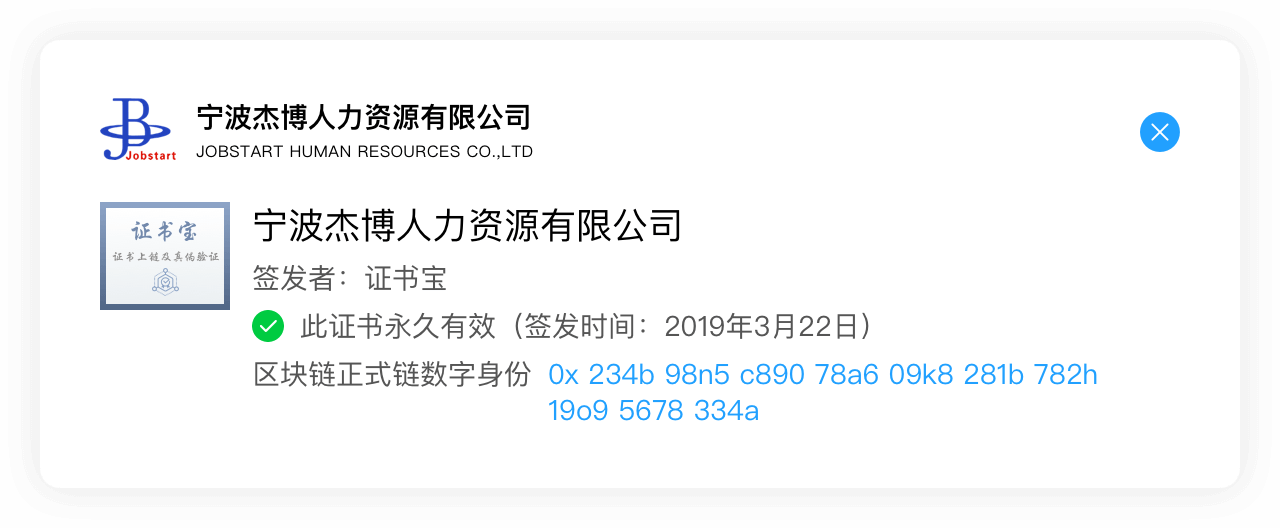 宁波杰博人力资源有限公司
JOBSTART HUMAN RESOURCES CO.,LTD
Jobstart
证书宝
证书上链及真伪验证
宁波杰博人力资源有限公司
签发者：证书宝
此证书永久有效（签发时间：2019年3月22日）
区块链正式链数字身份 0x 234b 98n5 c890 78a6 09k8 281b 782h
19o9 5678 334a